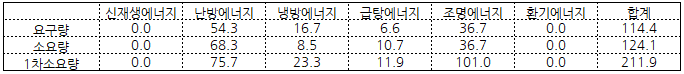 신재생에너지 난방에너지 냉방에너지 급탕에너지 조명에너지 환기에너지 합계
요구량 0.0 54.3 16.7 6.6 36.7 0.0 114.4
소요량 0.0 68.3 8.5 10.7 36.7 0.0 124.1
1차소요량 0.0 75.7 23.3 11.9 101.0 0.0 211.9